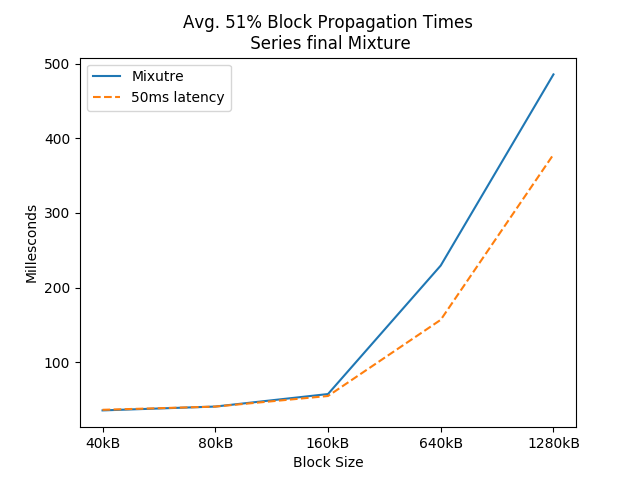 Avg. 51% Block Propagation Times
Series final Mixture
Mixutre
50ms latency
500
400
300
200
100
Millesconds
40kB 80kB 160kB 640kB 1280kB
Block Size